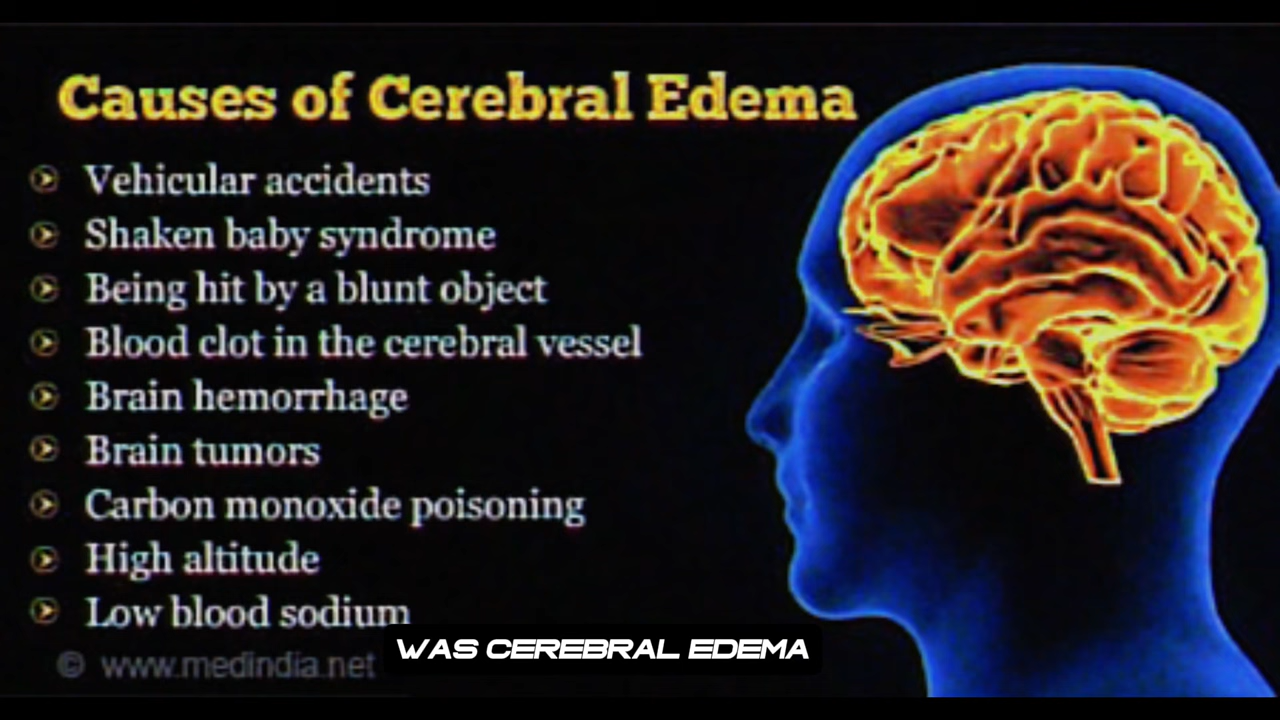 Causes of Cerebral Edema
Vehicular accidents
Shaken baby syndrome
Being hit by a blunt object
Blood clot in the cerebral vessel
Brain hemorrhage
Brain tumors
Carbon monoxide poisoning
High altitude
Low blood sodium
WAS CEREBRAL EDEMA
© www.medindia.net